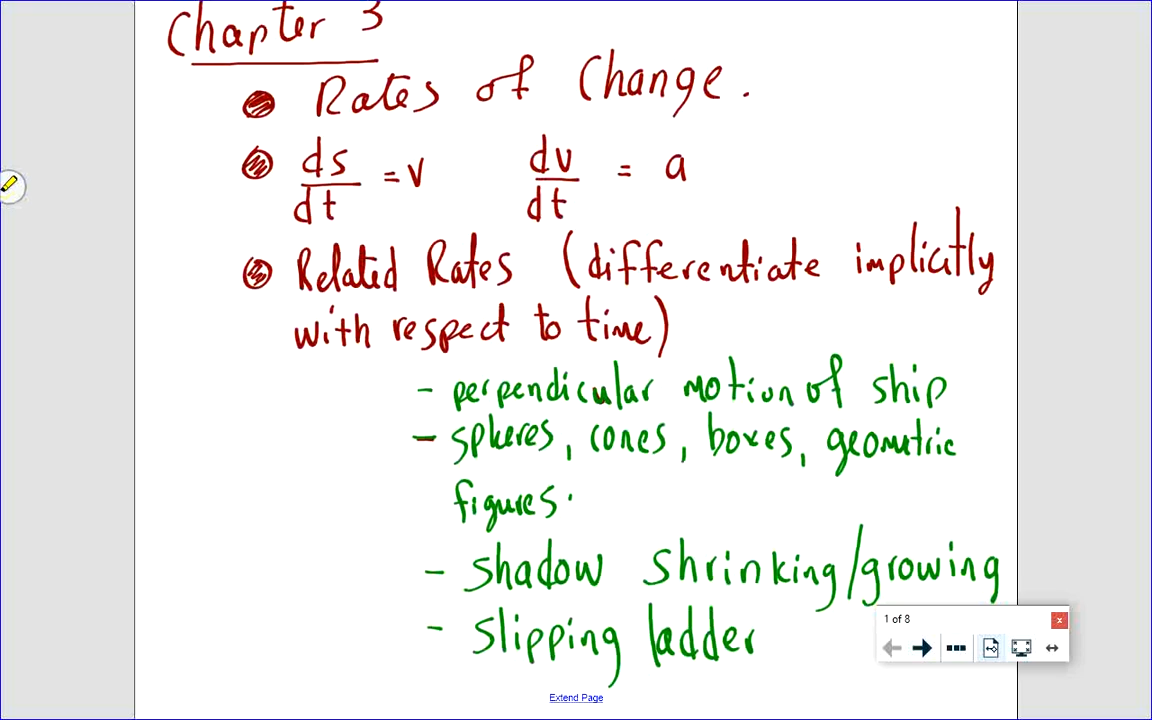 Chapter 3
Rates of Change.
ds/dt = v dv/dt = a
Related Rates (differentiate implicitly
with respect to time)
- perpendicular motion of ship
- spheres, cones, boxes, geometric
figures.
- shadow shrinking/growing
- slipping ladder
1 of 8
x
Extend Page